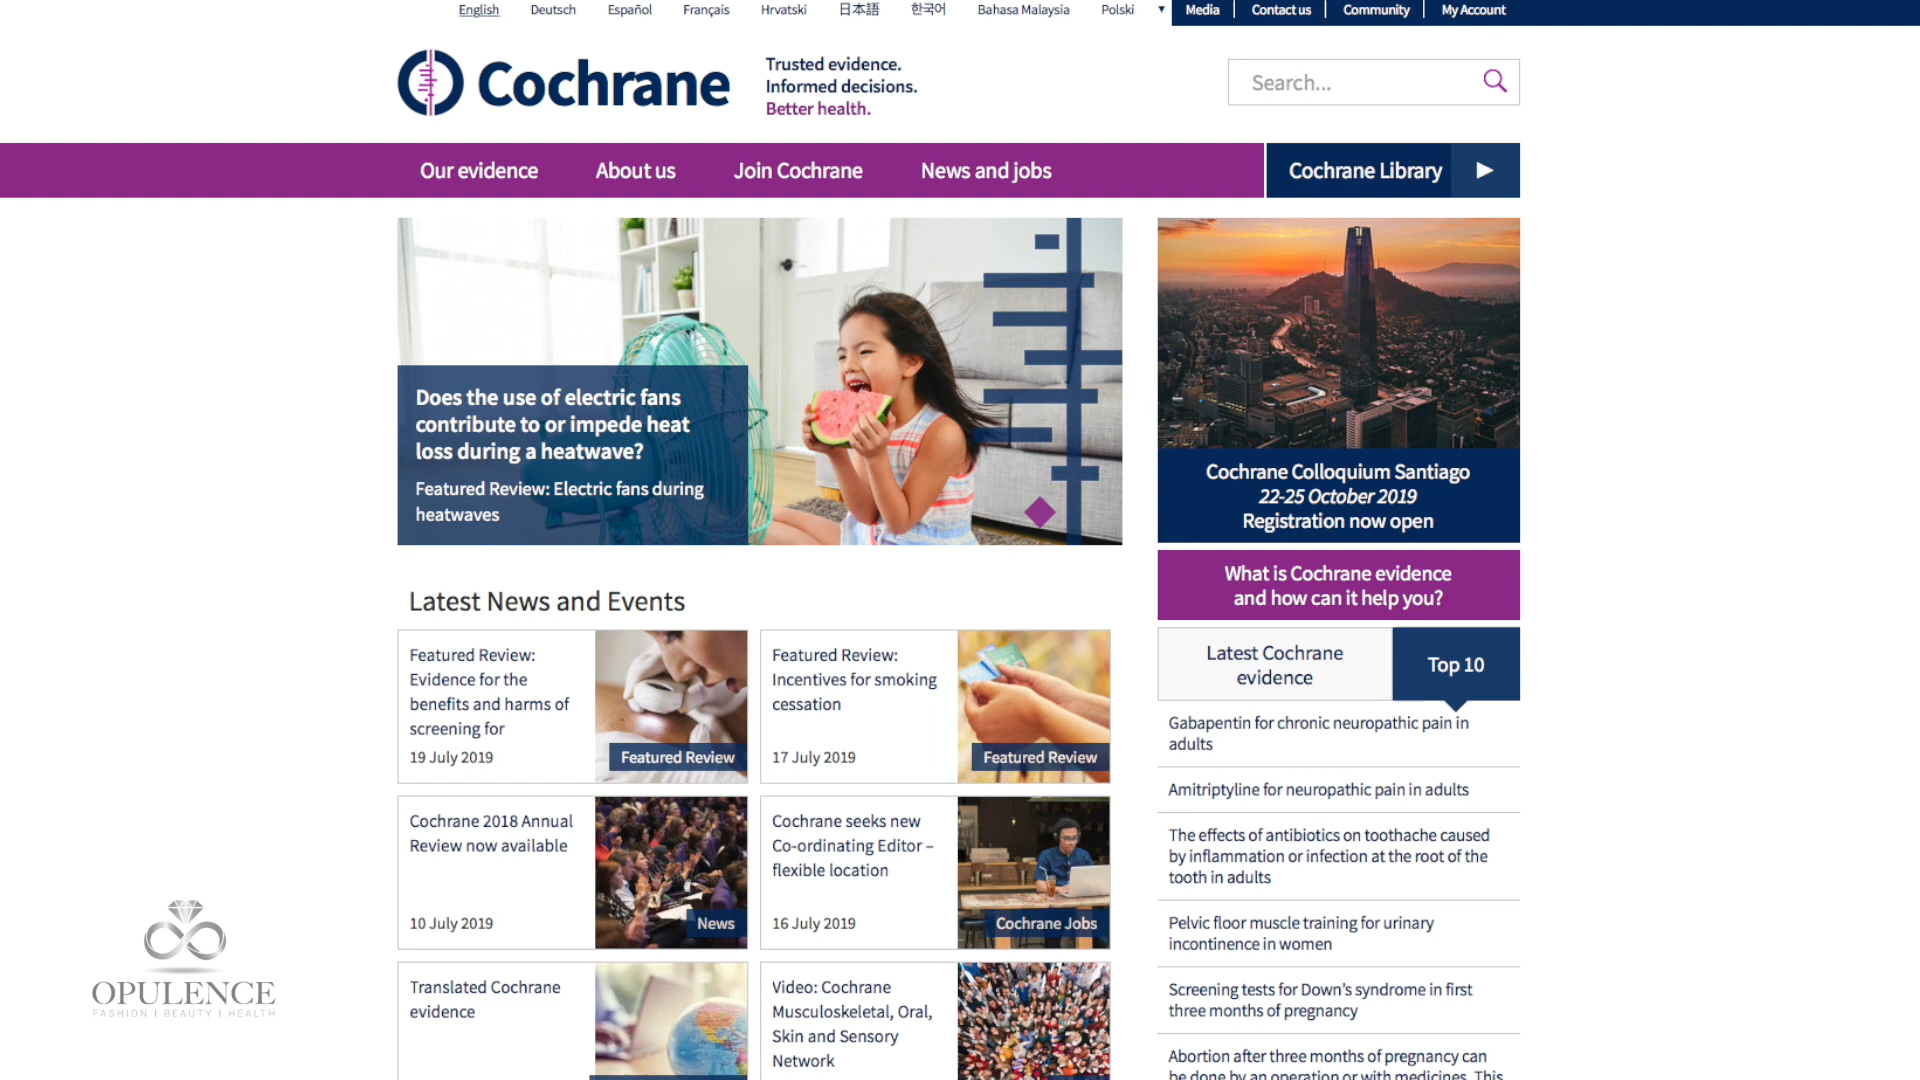 English Deutsch Español Français Hrvatski 日本語 한국어 Bahasa Malaysia Polski ▼ Media Contact us Community My Account
Cochrane
Trusted evidence.
Informed decisions.
Better health.
Search...
Our evidence About us Join Cochrane News and jobs Cochrane Library
Does the use of electric fans
contribute to or impede heat
loss during a heatwave?
Featured Review: Electric fans during
heatwaves
Cochrane Colloquium Santiago
22-25 October 2019
Registration now open
What is Cochrane evidence
and how can it help you?
Latest News and Events
Featured Review:
Evidence for the
benefits and harms of
screening for
19 July 2019
Featured Review
Featured Review:
Incentives for smoking
cessation
17 July 2019
Featured Review
Cochrane 2018 Annual
Review now available
10 July 2019
News
Cochrane seeks new
Co-ordinating Editor –
flexible location
16 July 2019
Cochrane Jobs
Translated Cochrane
evidence
Video: Cochrane
Musculoskeletal, Oral,
Skin and Sensory
Network
Latest Cochrane
evidence
Top 10
Gabapentin for chronic neuropathic pain in
adults
Amitriptyline for neuropathic pain in adults
The effects of antibiotics on toothache caused
by inflammation or infection at the root of the
tooth in adults
Pelvic floor muscle training for urinary
incontinence in women
Screening tests for Down's syndrome in first
three months of pregnancy
Abortion after three months of pregnancy can
be done by an operation or with medicines. This
OPULENCE
FASHION | BEAUTY | HEALTH